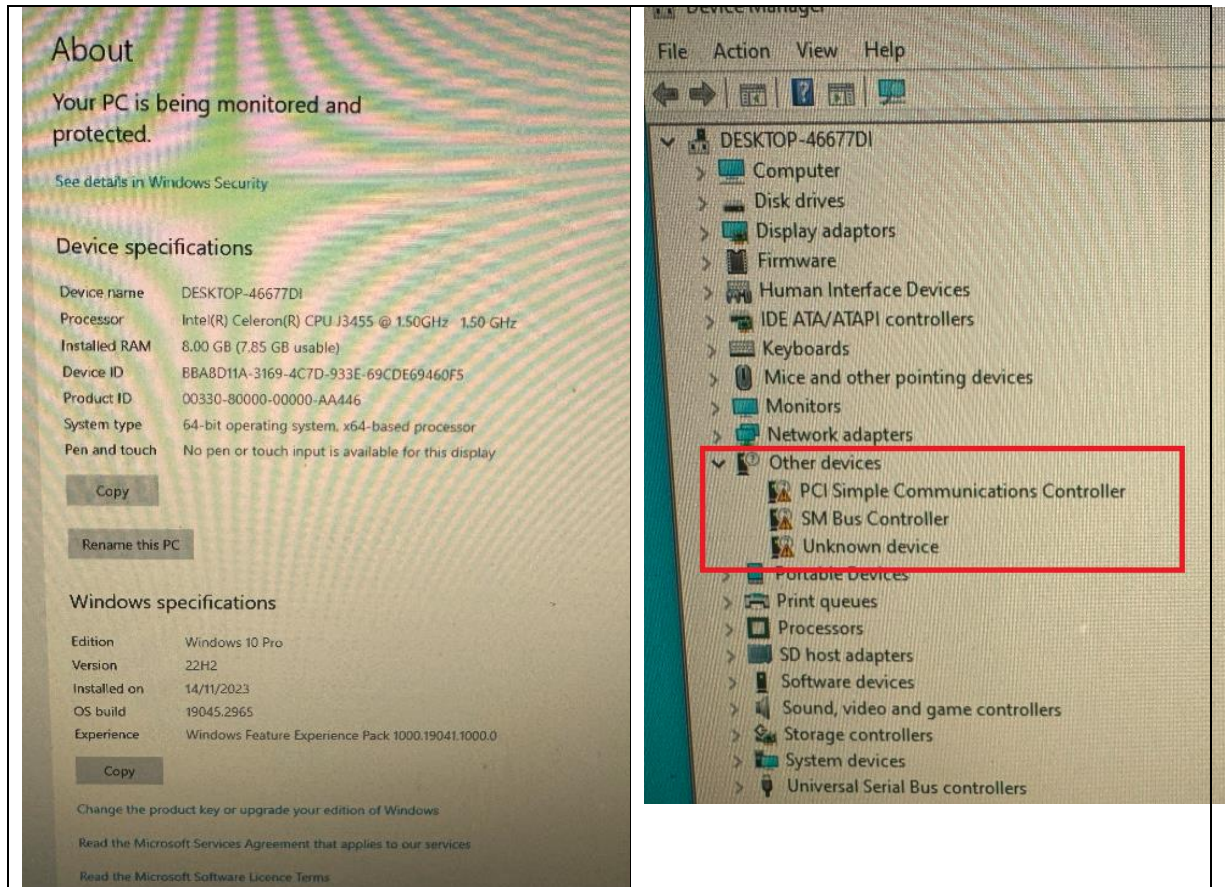 About
Your PC is being monitored and
protected.
See details in Windows Security
Device specifications
Device name DESKTOP-46677DI
Processor Intel(R) Celeron(R) CPU J3455 @ 1.50GHz 1.50 GHz
Installed RAM 8.00 GB (7.85 GB usable)
Device ID BBA8D11A-3169-4C7D-933E-69CDE69460F5
Product ID 00330-80000-00000-AA446
System type 64-bit operating system, x64-based processor
Pen and touch No pen or touch input is available for this display
Copy
Rename this PC
Windows specifications
Edition Windows 10 Pro
Version 22H2
Installed on 14/11/2023
OS build 19045.2965
Experience Windows Feature Experience Pack 1000.19041.1000.0
Copy
Change the product key or upgrade your edition of Windows
Read the Microsoft Services Agreement that applies to our services
Read the Microsoft Software Licence Terms
Device Manager
File Action View Help
DESKTOP-46677DI
Computer
Disk drives
Display adaptors
Firmware
Human Interface Devices
IDE ATA/ATAPI controllers
Keyboards
Mice and other pointing devices
Monitors
Network adapters
Other devices
PCI Simple Communications Controller
SM Bus Controller
Unknown device
Portable Devices
Print queues
Processors
SD host adapters
Software devices
Sound, video and game controllers
Storage controllers
System devices
Universal Serial Bus controllers